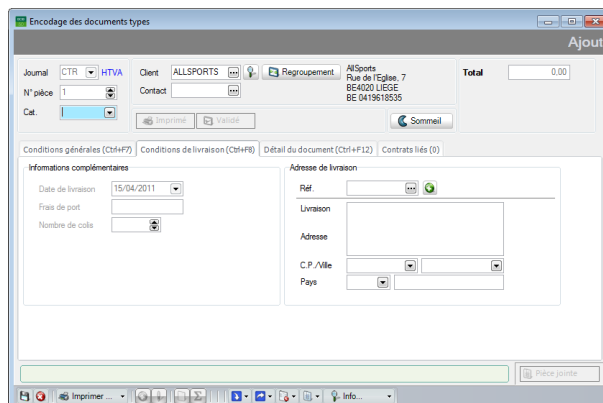 Encodage des documents types
Ajout
Journal CTR HTVA
N° pièce 1
Cat.
Client ALLSPORTS Regroupement
Contact
AllSports
Rue de l'Eglise, 7
BE4020 LIEGE
BE 0419618535
Imprimé Validé Sommeil
Total 0,00
Conditions générales (Ctrl+F7) Conditions de livraison (Ctrl+F8) Détail du document (Ctrl+F12) Contrats liés (0)
Informations complémentaires
Date de livraison 15/04/2011
Frais de port
Nombre de colis
Adresse de livraison
Réf.
Livraison
Adresse
C.P./Ville
Pays
Pièce jointe
Imprimer ... Info...